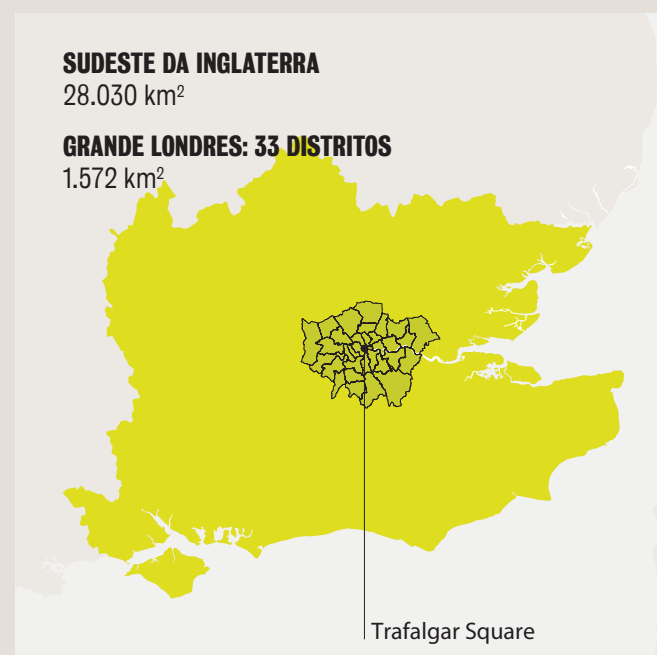 SUDESTE DA INGLATERRA
28.030 km²
GRANDE LONDRES: 33 DISTRITOS
1.572 km²
Trafalgar Square